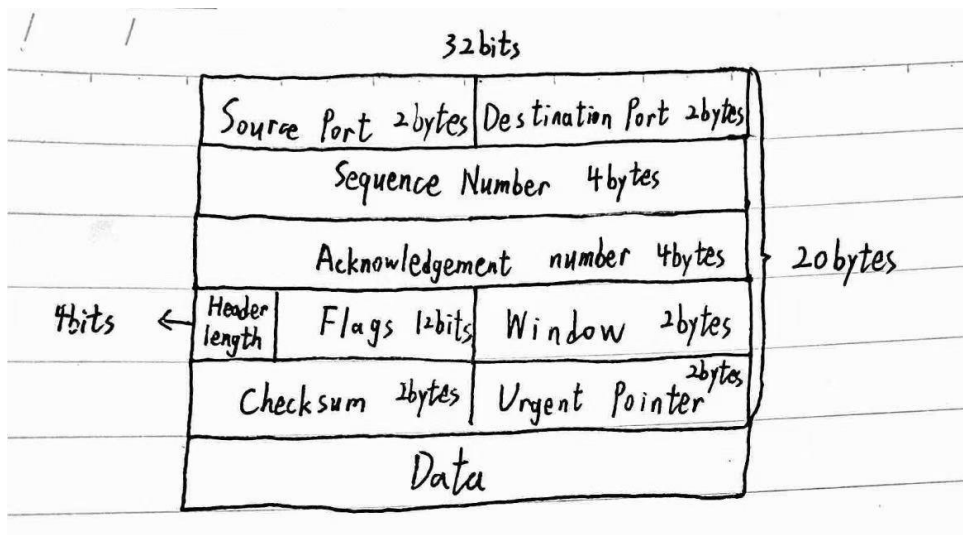 32bits
Source Port 2bytes Destination Port 2bytes
Sequence Number 4bytes
Acknowledgement number 4bytes
20bytes
4bits
Header length
Flags 12bits
Window 2bytes
Checksum 2bytes
Urgent Pointer 2bytes
Data